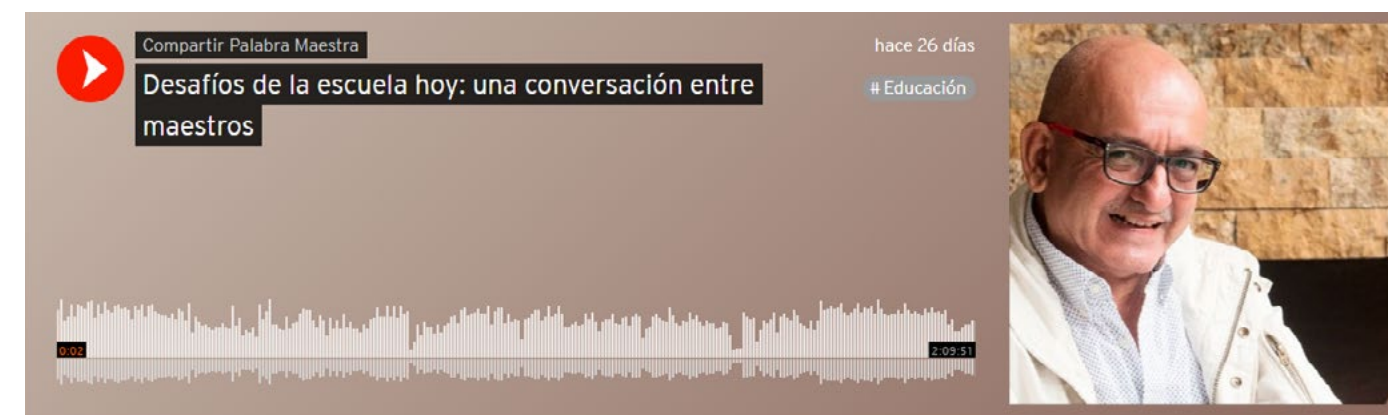 Compartir Palabra Maestra
hace 26 días
Desafíos de la escuela hoy: una conversación entre
maestros
# Educación
0:02
2:09:51